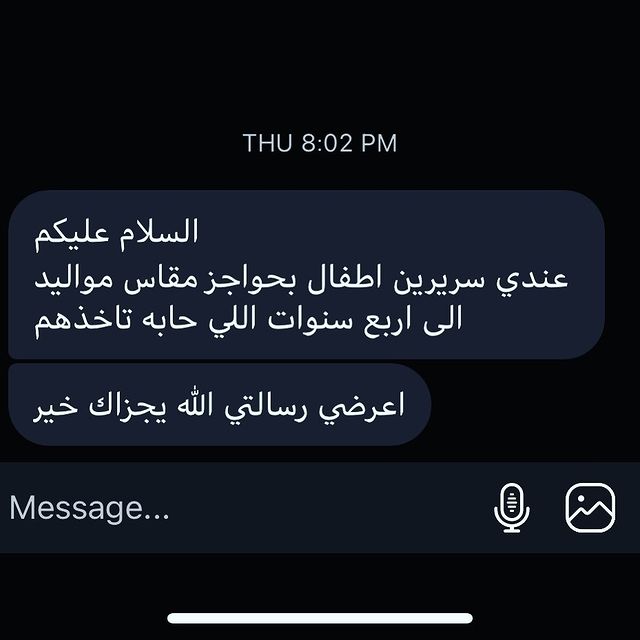 THU 8:02 PM
السلام عليكم
عندي سريرين اطفال بحواجز مقاس مواليد
الى اربع سنوات اللي حابه تاخذهم
اعرضي رسالتي الله يجزاك خير
Message...